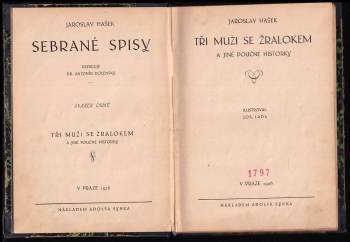 JAROSLAV HAŠEK
SEBRANÉ SPISY
DR. ANTONÍN DOLENSKÝ
SVAZEK OSMÝ
TŘI MUŽI SE ŽRALOKEM
A JINÉ POUČNÉ HISTORKY
V PRAZE 1926
NÁKLADEM ADOLFA SYNKA
JAROSLAV HAŠEK
TŘI MUŽI SE ŽRALOKEM
A JINÉ POUČNÉ HISTORKY
ILUSTROVAL
JOS. LADA
1797
V PRAZE 1926
NÁKLADEM ADOLFA SYNKA